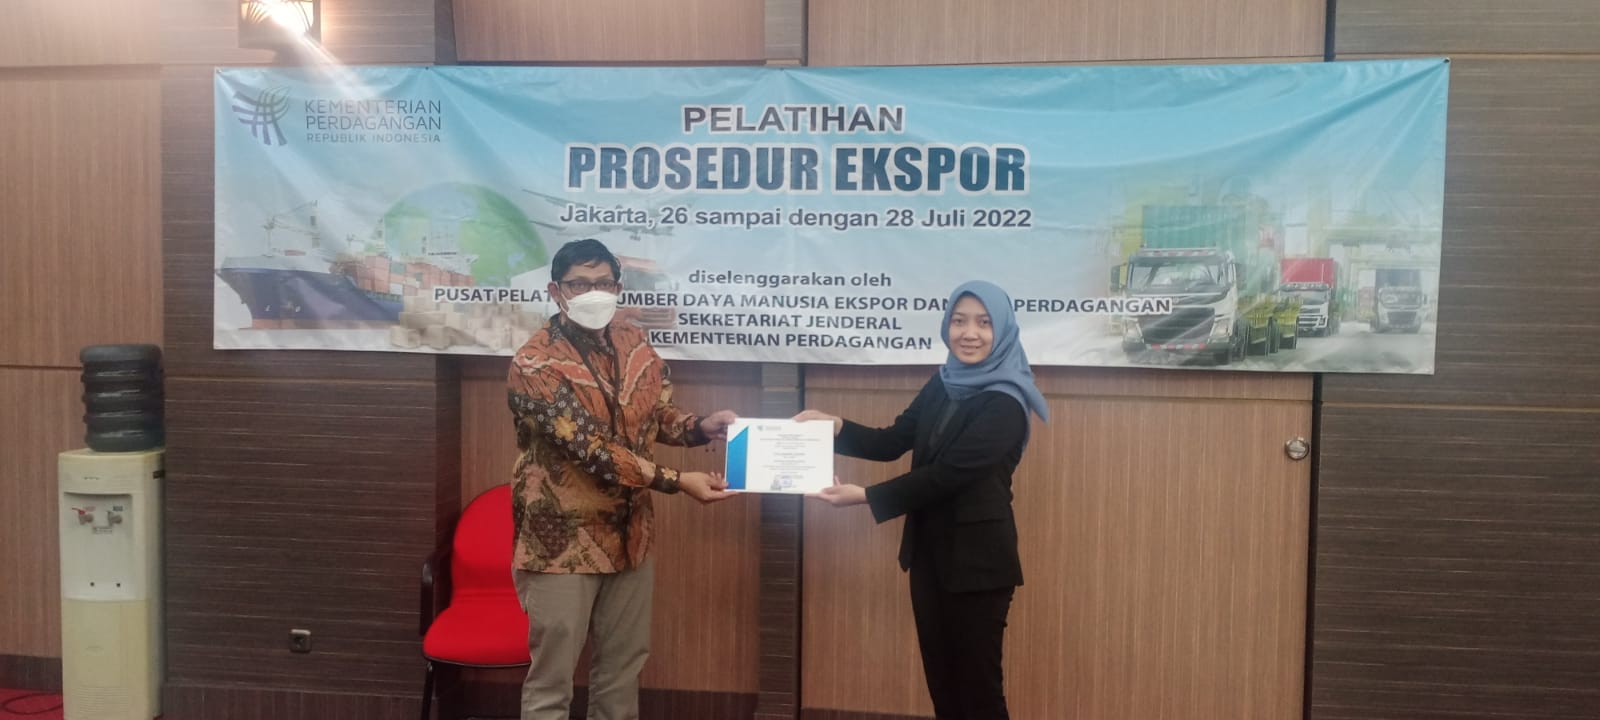 KEMENTERIAN
PERDAGANGAN
REPUBLIK INDONESIA
PELATIHAN
PROSEDUR EKSPOR
Jakarta, 26 sampai dengan 28 Juli 2022
diselenggarakan oleh
PUSAT PELAT UMBER DAYA MANUSIA EKSPOR DAN PERDAGANGAN
SEKRETARIAT JENDERAL
KEMENTERIAN PERDAGANGAN